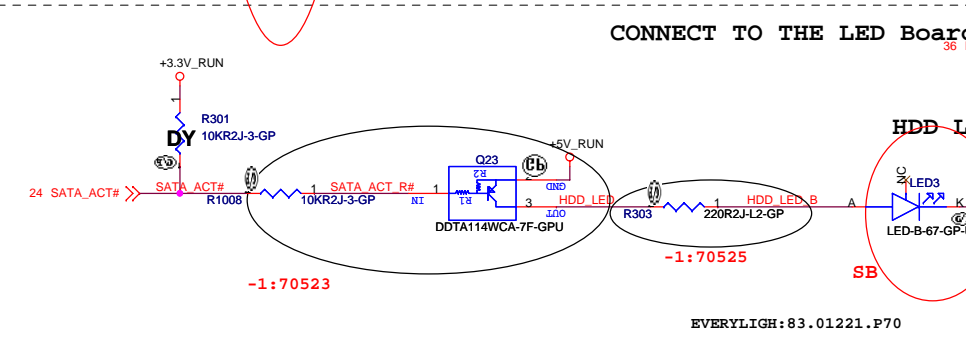 CONNECT TO THE LED Boar
36
+3.3V_RUN
1
R301
DY
10KR2J-3-GP
24 SATA_ACT#
SATA_ACT#
R1008
1
10KR2J-3-GP
SATA_ACT_R#
IN
1
Q23
R2
R1
DDTA114WCA-7F-GPU
2
GND
3
OUT
+5V_RUN
HDD_LED
R303
1
220R2J-L2-GP
HDD_LED_B
A
HDD L
NC
LED3
K
LED-B-67-GP-
-1:70523
-1:70525
SB
EVERYLIGH:83.01221.P70